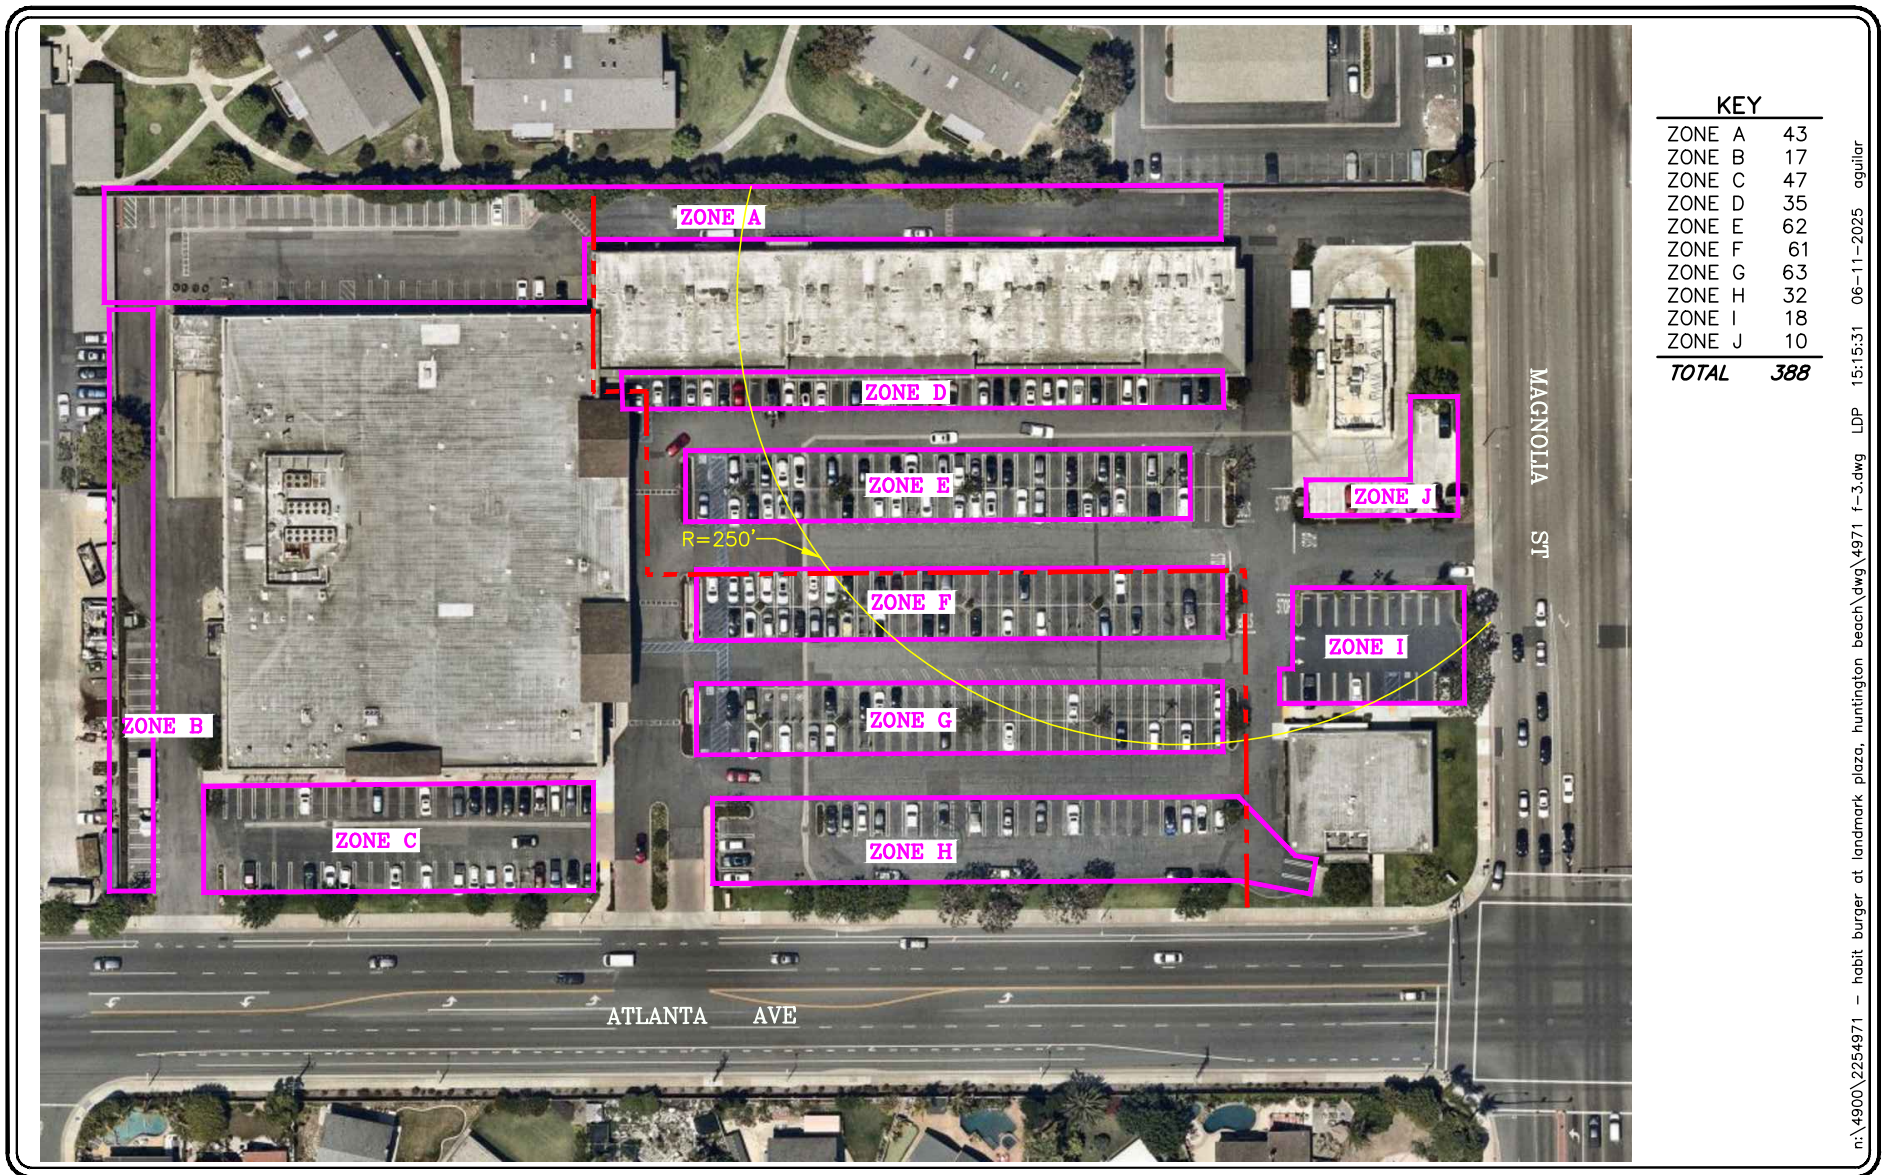 KEY
ZONE A 43
ZONE B 17
ZONE C 47
ZONE D 35
ZONE E 62
ZONE F 61
ZONE G 63
ZONE H 32
ZONE I 18
ZONE J 10
TOTAL 388
ZONE A
ZONE D
ZONE E
ZONE J
R=250'
ZONE F
ZONE I
ZONE G
ZONE B
ZONE C
ZONE H
MAGNOLIA ST
ATLANTA AVE
STOP
STOP
STOP
n:\4900\2254971 - habit burger at landmark plaza, huntington beach\dwg\4971 f-3.dwg LDP 15:15:31 06-11-2025 aguilar